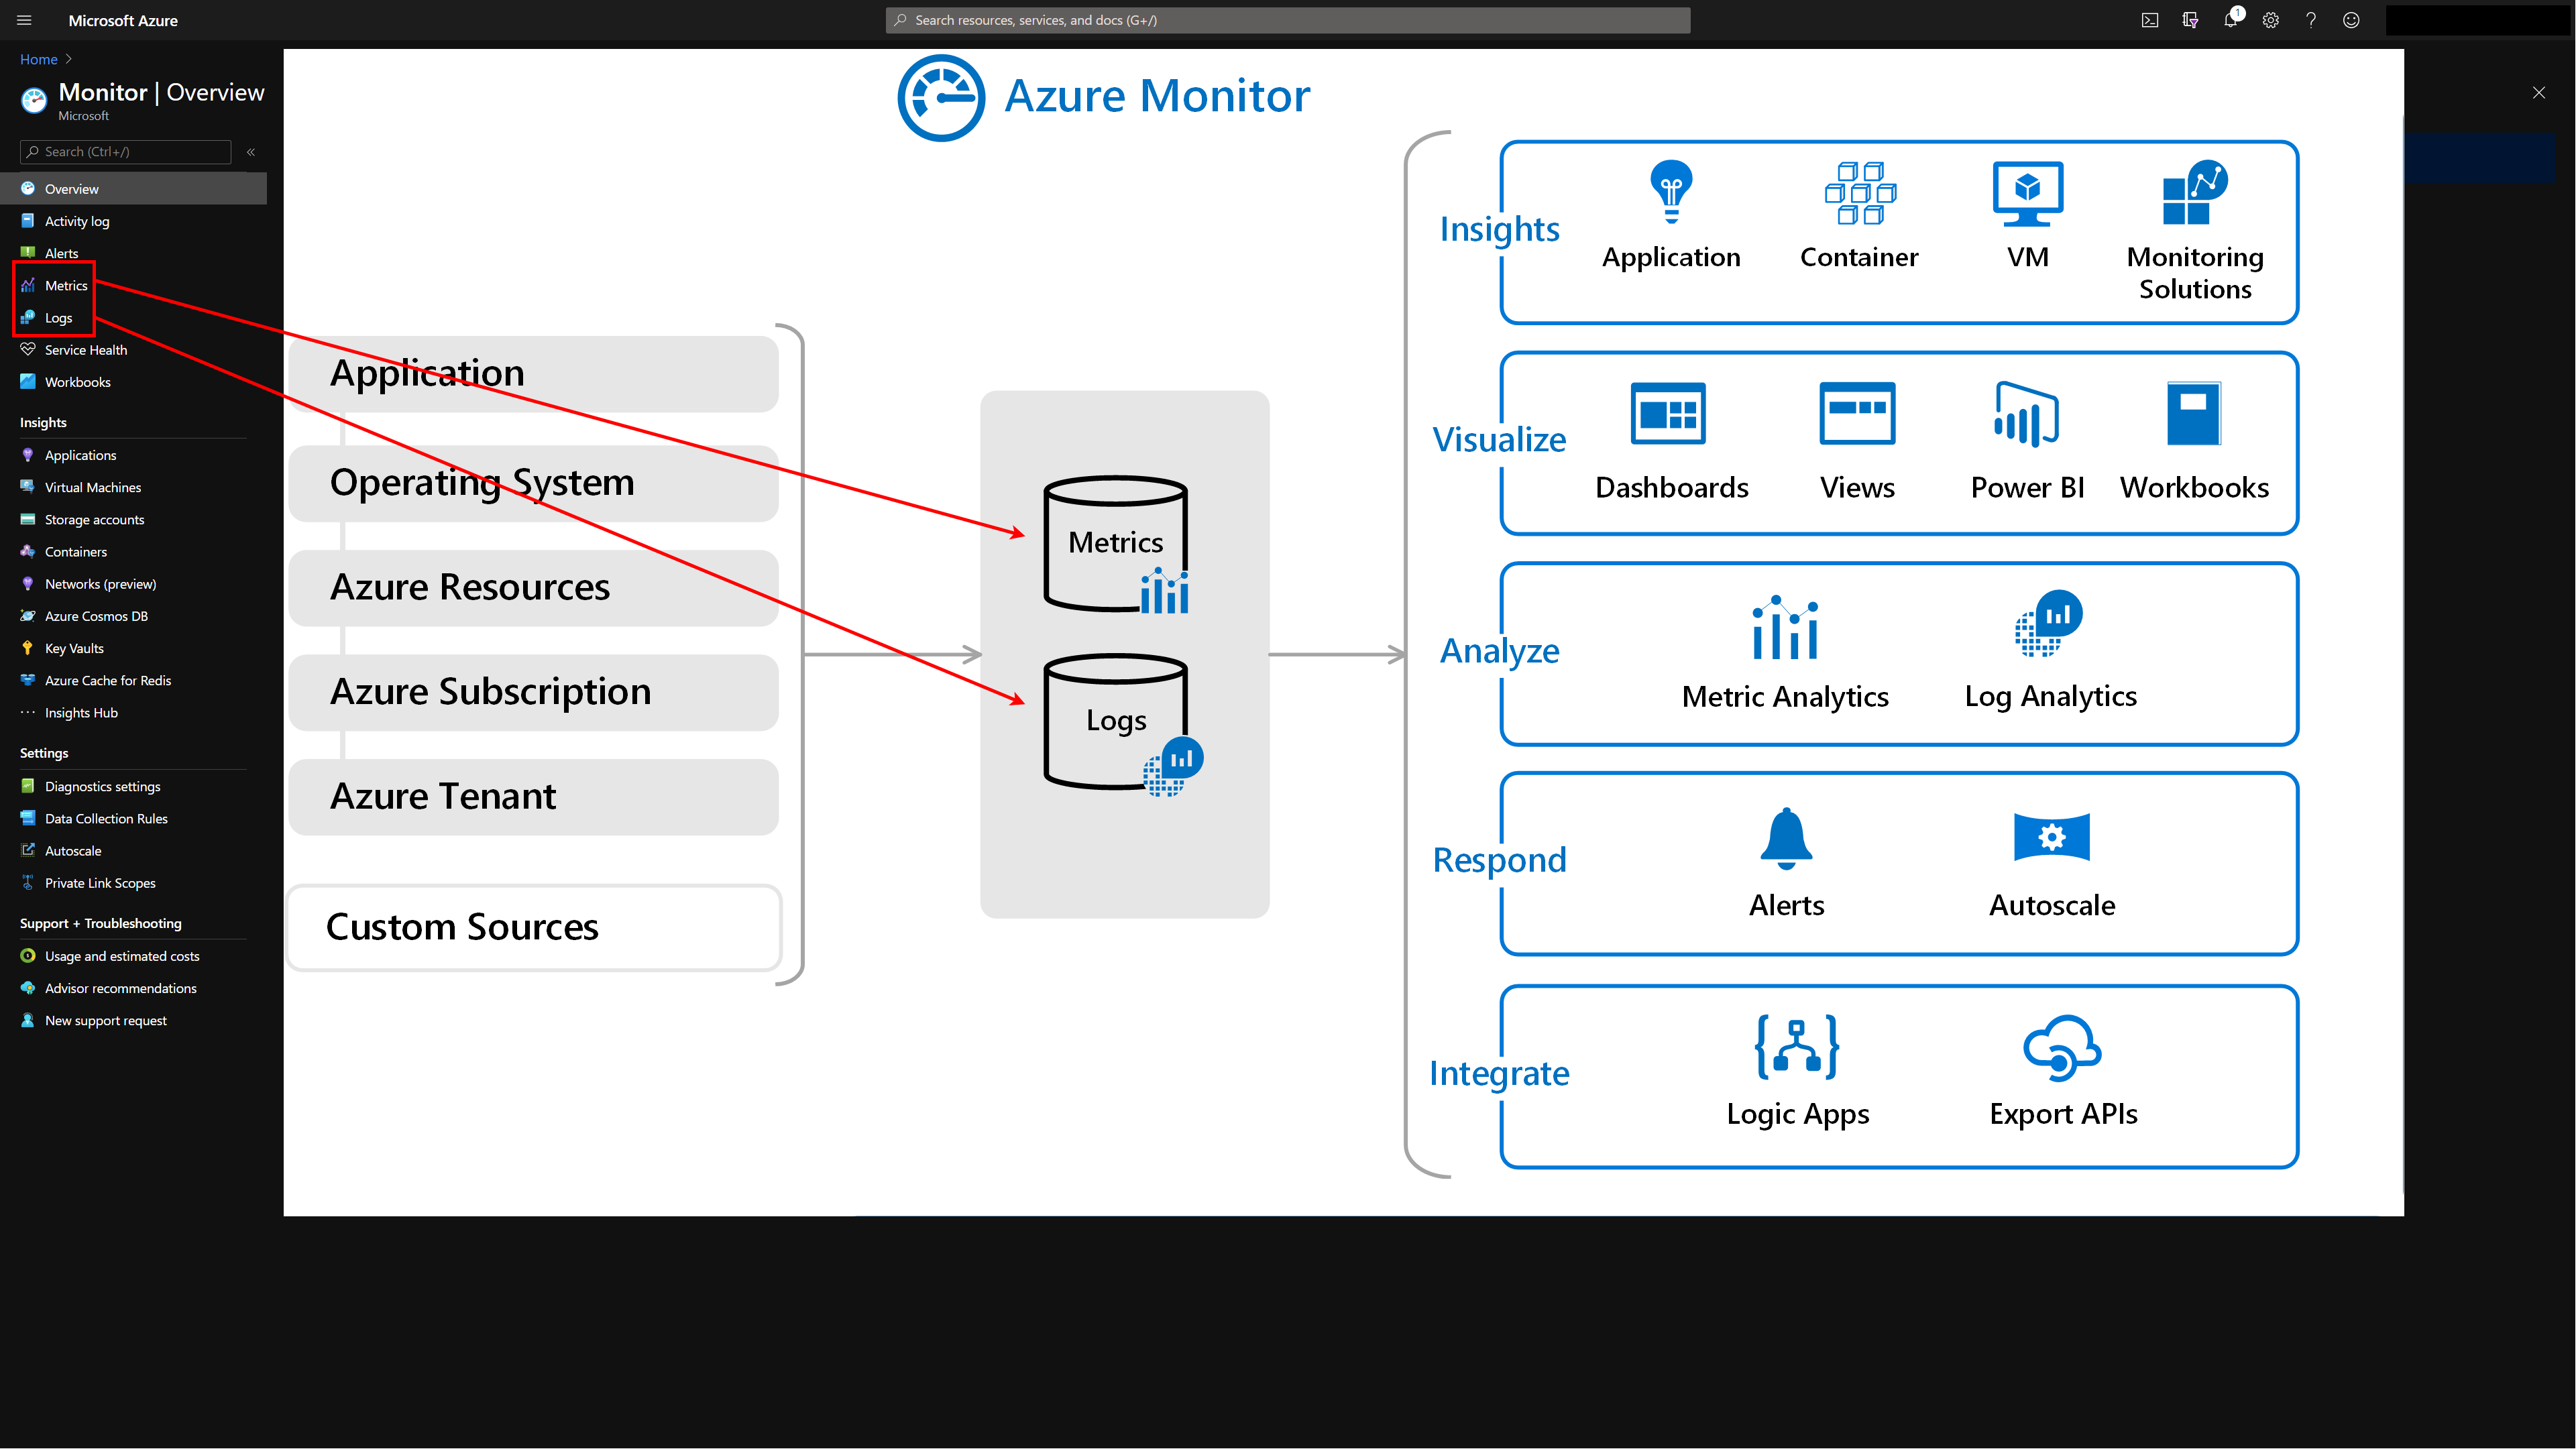 Microsoft Azure
Search resources, services, and docs (G+/)
1
Home
Monitor | Overview
Microsoft
Search (Ctrl+/)
Overview
Activity log
Alerts
Metrics
Logs
Service Health
Workbooks
Insights
Applications
Virtual Machines
Storage accounts
Containers
Networks (preview)
Azure Cosmos DB
Key Vaults
Azure Cache for Redis
Insights Hub
Settings
Diagnostics settings
Data Collection Rules
Autoscale
Private Link Scopes
Support + Troubleshooting
Usage and estimated costs
Advisor recommendations
New support request
Azure Monitor
Application
Operating System
Azure Resources
Azure Subscription
Azure Tenant
Custom Sources
Metrics
Logs
Insights
Application
Container
VM
Monitoring
Solutions
Visualize
Dashboards
Views
Power BI
Workbooks
Analyze
Metric Analytics
Log Analytics
Respond
Alerts
Autoscale
Integrate
Logic Apps
Export APIs